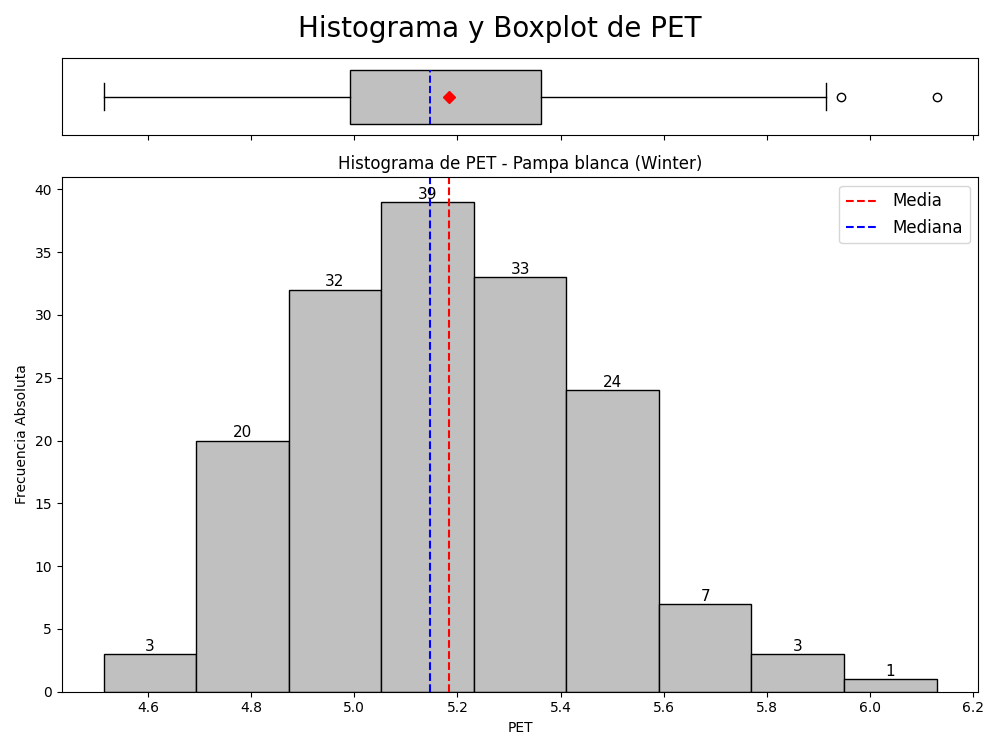 Histograma y Boxplot de PET
Histograma de PET - Pampa blanca (Winter)
Media
Mediana
Frecuencia Absoluta
40
35
30
25
20
15
10
5
0
3
20
32
39
33
24
7
3
1
4.6 4.8 5.0 5.2 5.4 5.6 5.8 6.0 6.2
PET